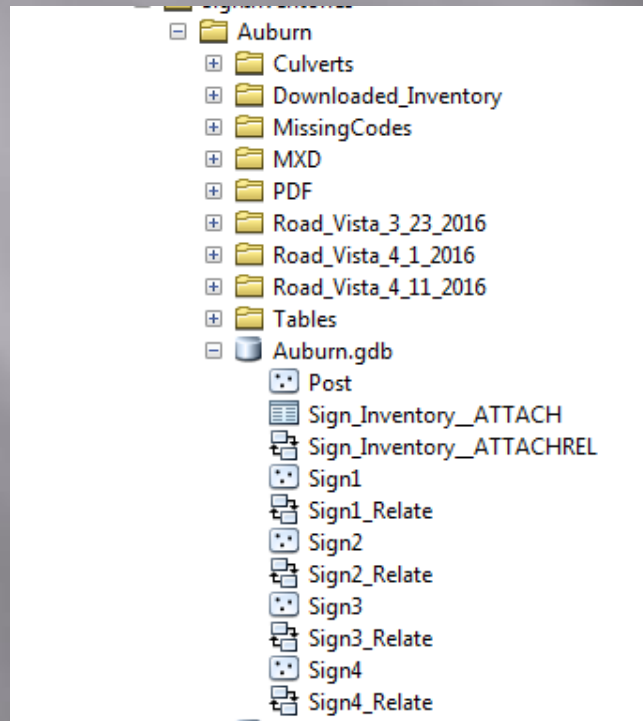 Auburn
Culverts
Downloaded_Inventory
MissingCodes
MXD
PDF
Road_Vista_3_23_2016
Road_Vista_4_1_2016
Road_Vista_4_11_2016
Tables
Auburn.gdb
Post
Sign_Inventory__ATTACH
Sign_Inventory__ATTACHREL
Sign1
Sign1_Relate
Sign2
Sign2_Relate
Sign3
Sign3_Relate
Sign4
Sign4_Relate